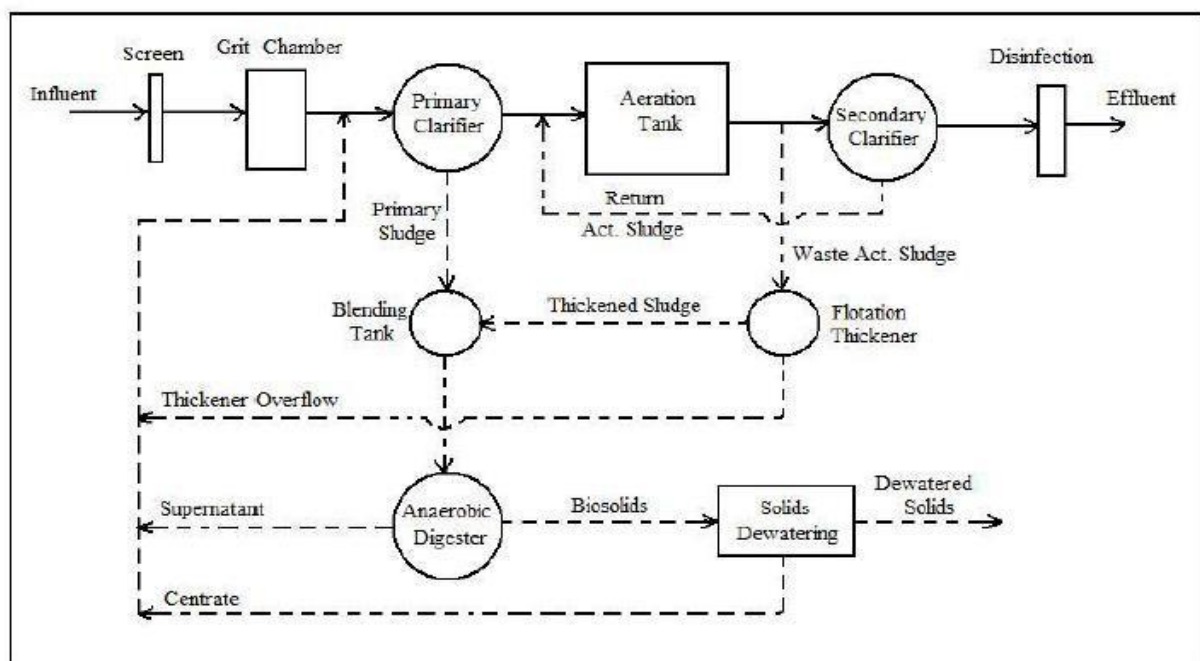 Screen
Grit Chamber
Disinfection
Influent
Effluent
Primary
Clarifier
Aeration
Tank
Secondary
Clarifier
Primary
Sludge
Return
Act. Sludge
Waste Act. Sludge
Blending
Tank
Thickened Sludge
Flotation
Thickener
Thickener Overflow
Supernatant
Anaerobic
Digester
Biosolids
Solids
Dewatering
Dewatered
Solids
Centrate